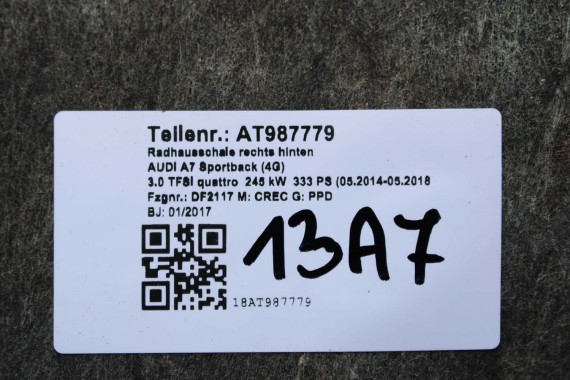 Teilenr.: AT987779
Radhausschale rechts hinten
AUDI A7 Sportback (4G)
3.0 TFSI quattro 245 kW 333 PS (05.2014-05.2018
Fzgnr.: DF2117 M: CREC G: PPD
BJ: 01/2017
13A7
18AT987779